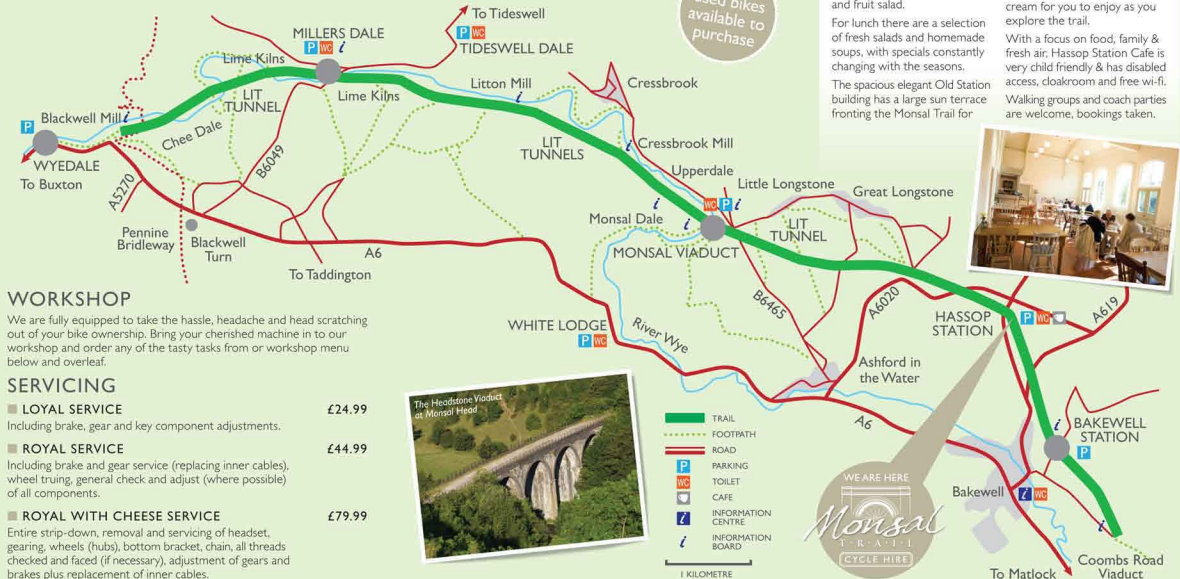 To Tideswell
MILLERS DALE
P WC i
P WC
TIDESWELL DALE
Lime Kilns
LIT
TUNNEL
Lime Kilns
Litton Mill
i
Cressbrook
Blackwell Mill i
P
Chee Dale
WYEDALE
To Buxton
A5270
B6049
LIT
TUNNELS
i
Cressbrook Mill
Upperdale
WC P i
Little Longstone
Great Longstone
Pennine
Bridleway
Blackwell
Turn
To Taddington
A6
i
Monsal Dale
i
MONSAL VIADUCT
LIT
TUNNEL
B6465
A6020
HASSOP
STATION
P WC
A619
WHITE LODGE
P WC
River Wye
Ashford in
the Water
A6
i
BAKEWELL
STATION
P
Bakewell
i WC
i
To Matlock
Coombs Road
Viaduct
used bikes
available to
purchase
and fruit salad.
For lunch there are a selection
of fresh salads and homemade
soups, with specials constantly
changing with the seasons.
The spacious elegant Old Station
building has a large sun terrace
fronting the Monsal Trail for
cream for you to enjoy as you
explore the trail.
With a focus on food, family &
fresh air, Hassop Station Cafe is
very child friendly & has disabled
access, cloakroom and free wi-fi.
Walking groups and coach parties
are welcome, bookings taken.
WORKSHOP
We are fully equipped to take the hassle, headache and head scratching
out of your bike ownership. Bring your cherished machine in to our
workshop and order any of the tasty tasks from or workshop menu
below and overleaf.
SERVICING
LOYAL SERVICE £24.99
Including brake, gear and key component adjustments.
ROYAL SERVICE £44.99
Including brake and gear service (replacing inner cables),
wheel truing, general check and adjust (where possible)
of all components.
ROYAL WITH CHEESE SERVICE £79.99
Entire strip-down, removal and servicing of headset,
gearing, wheels (hubs), bottom bracket, chain, all threads
checked and faced (if necessary), adjustment of gears and
brakes plus replacement of inner cables.
The Headstone Viaduct
at Monsal Head
TRAIL
FOOTPATH
ROAD
P PARKING
WC TOILET
CAFE
i INFORMATION
CENTRE
i INFORMATION
BOARD
1 KILOMETRE
WE ARE HERE
Monsal
TRAIL
CYCLE HIRE